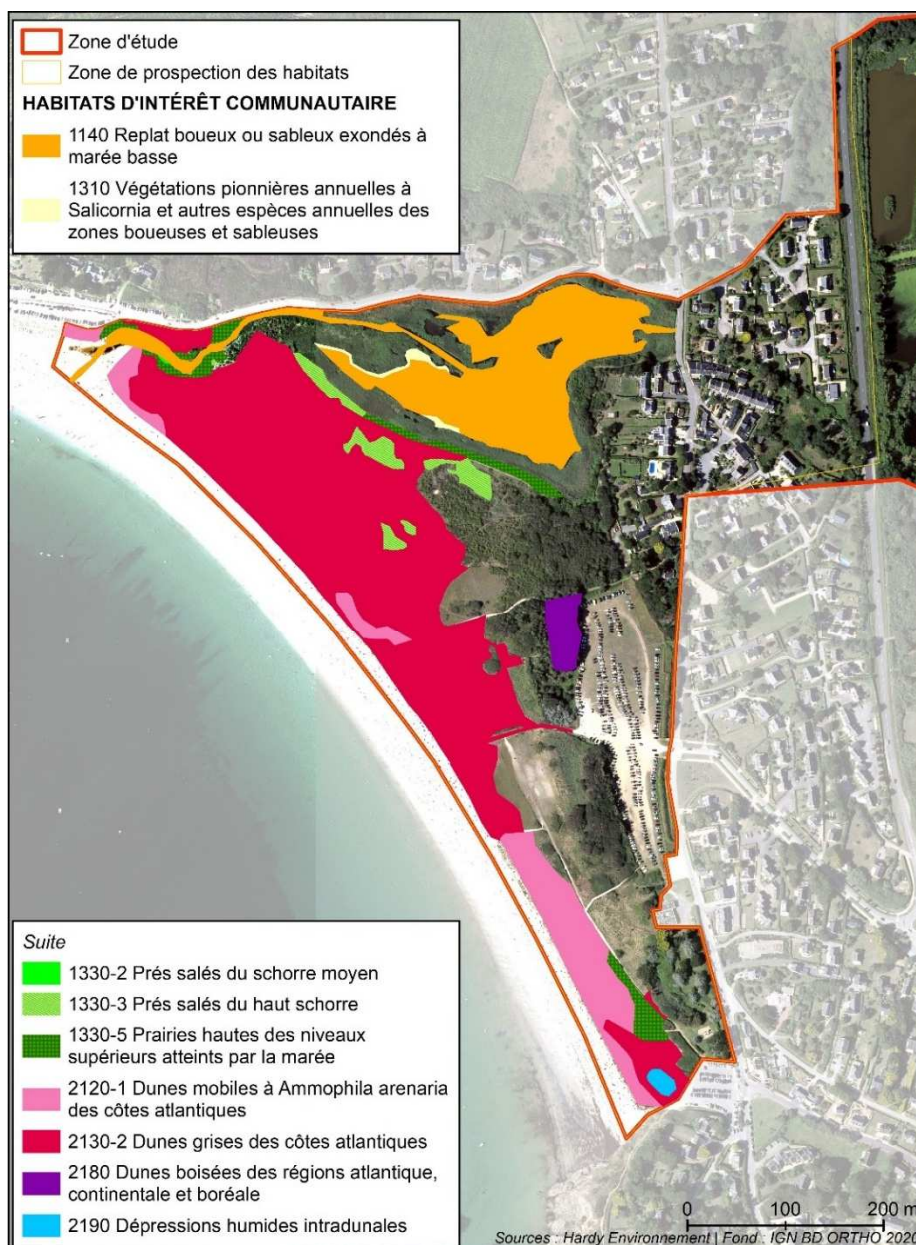 Zone d'étude
Zone de prospection des habitats
HABITATS D'INTÉRÊT COMMUNAUTAIRE
1140 Replat boueux ou sableux exondés à
marée basse
1310 Végétations pionnières annuelles à
Salicornia et autres espèces annuelles des
zones boueuses et sableuses
Suite
1330-2 Prés salés du schorre moyen
1330-3 Prés salés du haut schorre
1330-5 Prairies hautes des niveaux
supérieurs atteints par la marée
2120-1 Dunes mobiles à Ammophila arenaria
des côtes atlantiques
2130-2 Dunes grises des côtes atlantiques
2180 Dunes boisées des régions atlantique,
continentale et boréale
2190 Dépressions humides intradunales
0 100 200 m
Sources : Hardy Environnement | Fond : IGN BD ORTHO 2020